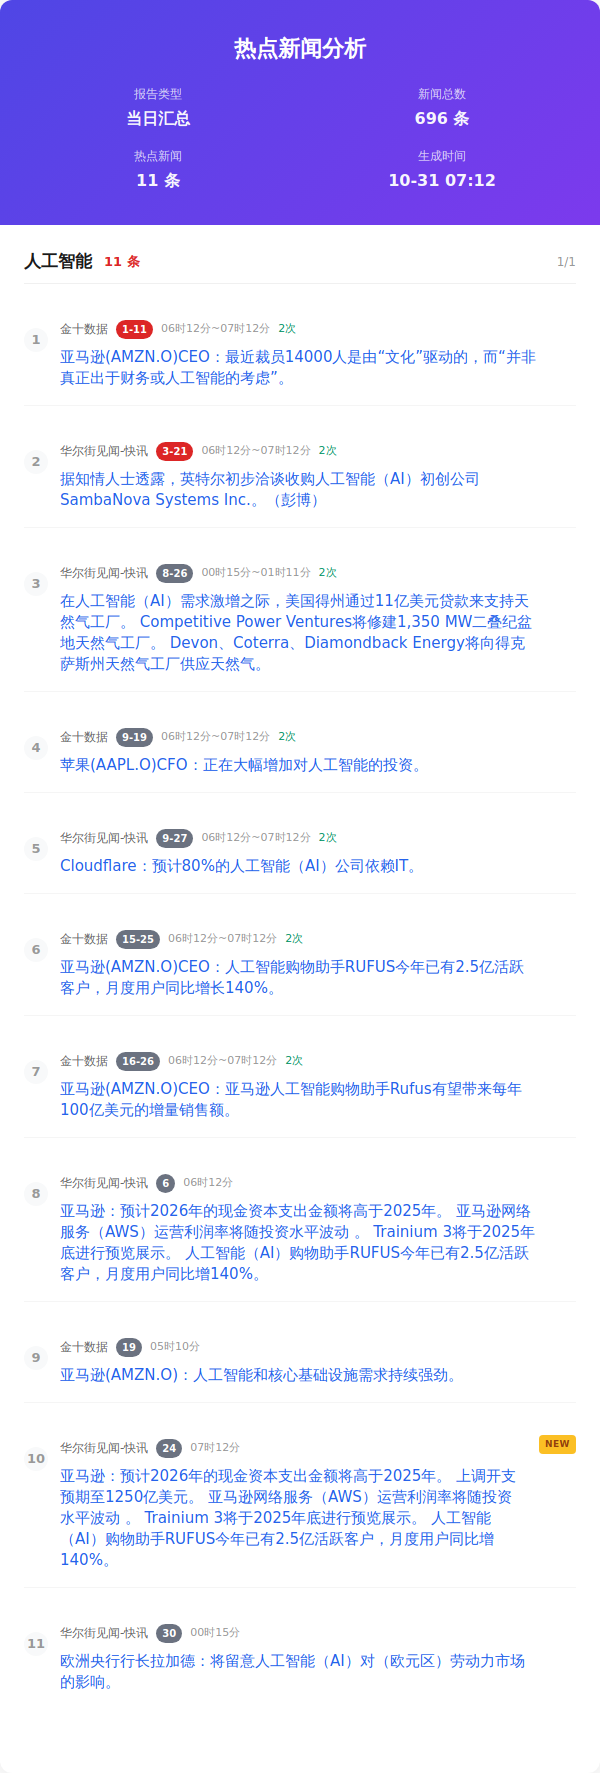 热点新闻分析
报告类型
当日汇总
新闻总数
696 条
热点新闻
11 条
生成时间
10-31 07:12
人工智能 11 条 1/1
1 金十数据 1-11 06时12分~07时12分 2次
亚马逊(AMZN.O)CEO：最近裁员14000人是由“文化”驱动的，而“并非
真正出于财务或人工智能的考虑”。
2 华尔街见闻-快讯 3-21 06时12分~07时12分 2次
据知情人士透露，英特尔初步洽谈收购人工智能（AI）初创公司
SambaNova Systems Inc.。（彭博）
3 华尔街见闻-快讯 8-26 00时15分~01时11分 2次
在人工智能（AI）需求激增之际，美国得州通过11亿美元贷款来支持天
然气工厂。 Competitive Power Ventures将修建1,350 MW二叠纪盆
地天然气工厂。 Devon、Coterra、Diamondback Energy将向得克
萨斯州天然气工厂供应天然气。
4 金十数据 9-19 06时12分~07时12分 2次
苹果(AAPL.O)CFO：正在大幅增加对人工智能的投资。
5 华尔街见闻-快讯 9-27 06时12分~07时12分 2次
Cloudflare：预计80%的人工智能（AI）公司依赖IT。
6 金十数据 15-25 06时12分~07时12分 2次
亚马逊(AMZN.O)CEO：人工智能购物助手RUFUS今年已有2.5亿活跃
客户，月度用户同比增长140%。
7 金十数据 16-26 06时12分~07时12分 2次
亚马逊(AMZN.O)CEO：亚马逊人工智能购物助手Rufus有望带来每年
100亿美元的增量销售额。
8 华尔街见闻-快讯 6 06时12分
亚马逊：预计2026年的现金资本支出金额将高于2025年。 亚马逊网络
服务（AWS）运营利润率将随投资水平波动 。 Trainium 3将于2025年
底进行预览展示。 人工智能（AI）购物助手RUFUS今年已有2.5亿活跃
客户，月度用户同比增140%。
9 金十数据 19 05时10分
亚马逊(AMZN.O)：人工智能和核心基础设施需求持续强劲。
10 华尔街见闻-快讯 24 07时12分 NEW
亚马逊：预计2026年的现金资本支出金额将高于2025年。 上调开支
预期至1250亿美元。 亚马逊网络服务（AWS）运营利润率将随投资
水平波动 。 Trainium 3将于2025年底进行预览展示。 人工智能
（AI）购物助手RUFUS今年已有2.5亿活跃客户，月度用户同比增
140%。
11 华尔街见闻-快讯 30 00时15分
欧洲央行行长拉加德：将留意人工智能（AI）对（欧元区）劳动力市场
的影响。